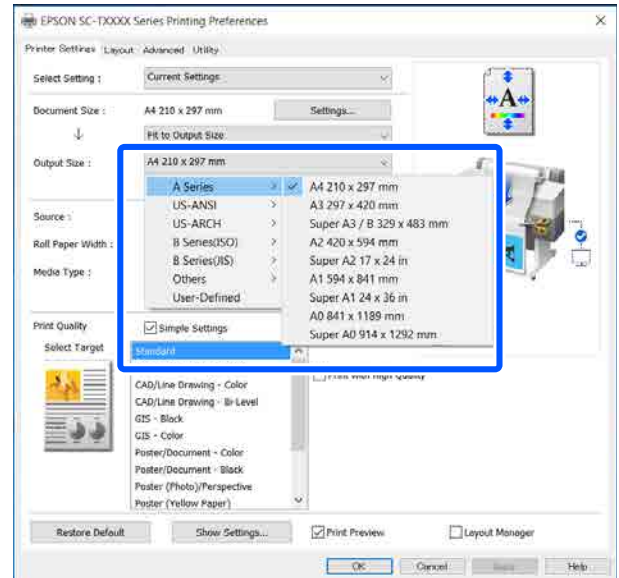 EPSON SC-TXXXX Series Printing Preferences
Printer Settings Layout Advanced Utility
Select Setting : Current Settings
Document Size : A4 210 x 297 mm Settings...
Fit to Output Size
Output Size : A4 210 x 297 mm
A Series
US-ANSI
US-ARCH
B Series(ISO)
B Series(JIS)
Others
User-Defined
A4 210 x 297 mm
A3 297 x 420 mm
Super A3 / B 329 x 483 mm
A2 420 x 594 mm
Super A2 17 x 24 in
A1 594 x 841 mm
Super A1 24 x 36 in
A0 841 x 1189 mm
Super A0 914 x 1292 mm
Source :
Roll Paper Width :
Media Type :
A
Print Quality Simple Settings
Select Target Standard
Print with High Quality
CAD/Line Drawing - Color
CAD/Line Drawing - Bi-Level
GIS - Black
GIS - Color
Poster/Document - Color
Poster/Document - Black
Poster (Photo)/Perspective
Poster (Yellow Paper)
Restore Default Show Settings... Print Preview Layout Manager
OK Cancel Help